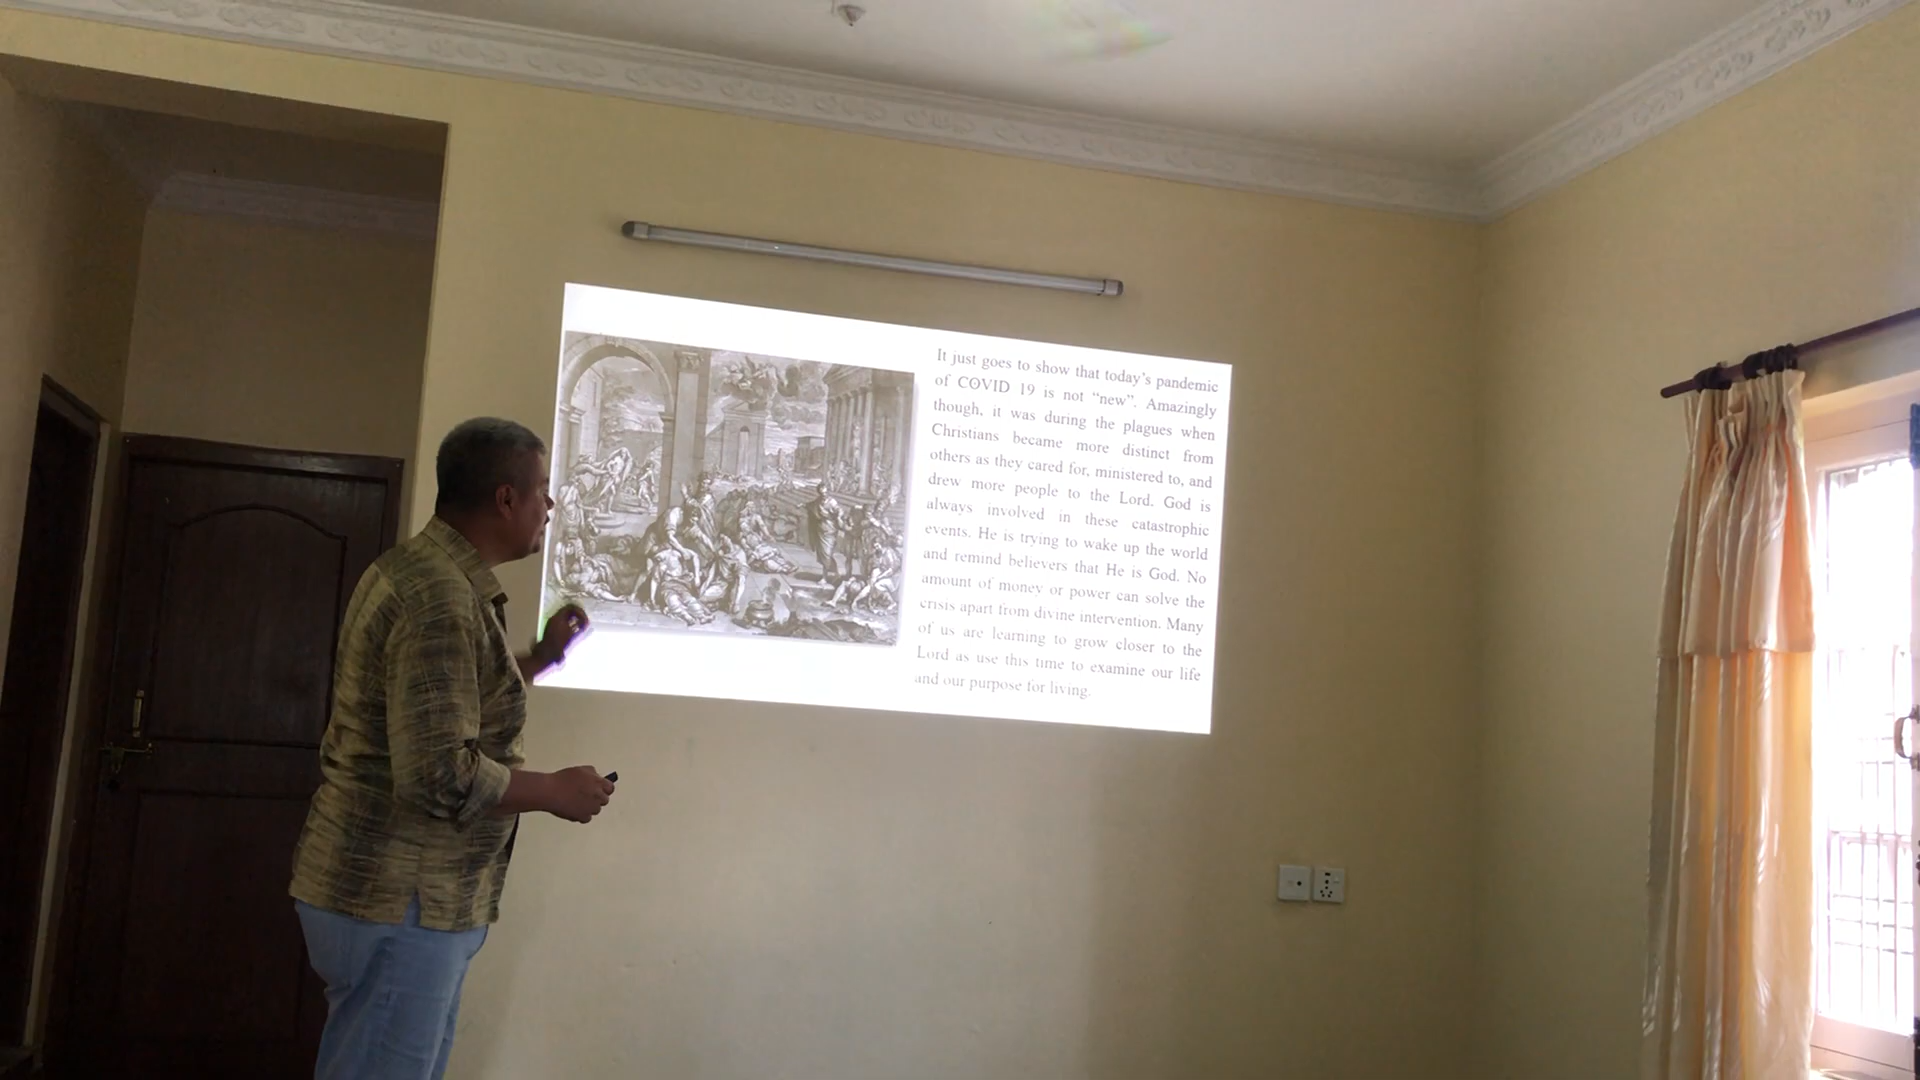 It just goes to show that today's pandemic
of COVID 19 is not “new”. Amazingly
though, it was during the plagues when
Christians became more distinct from
others as they cared for, ministered to, and
drew more people to the Lord. God is
always involved in these catastrophic
events. He is trying to wake up the world
and remind believers that He is God. No
amount of money or power can solve the
crisis apart from divine intervention. Many
of us are learning to grow closer to the
Lord as use this time to examine our life
and our purpose for living.